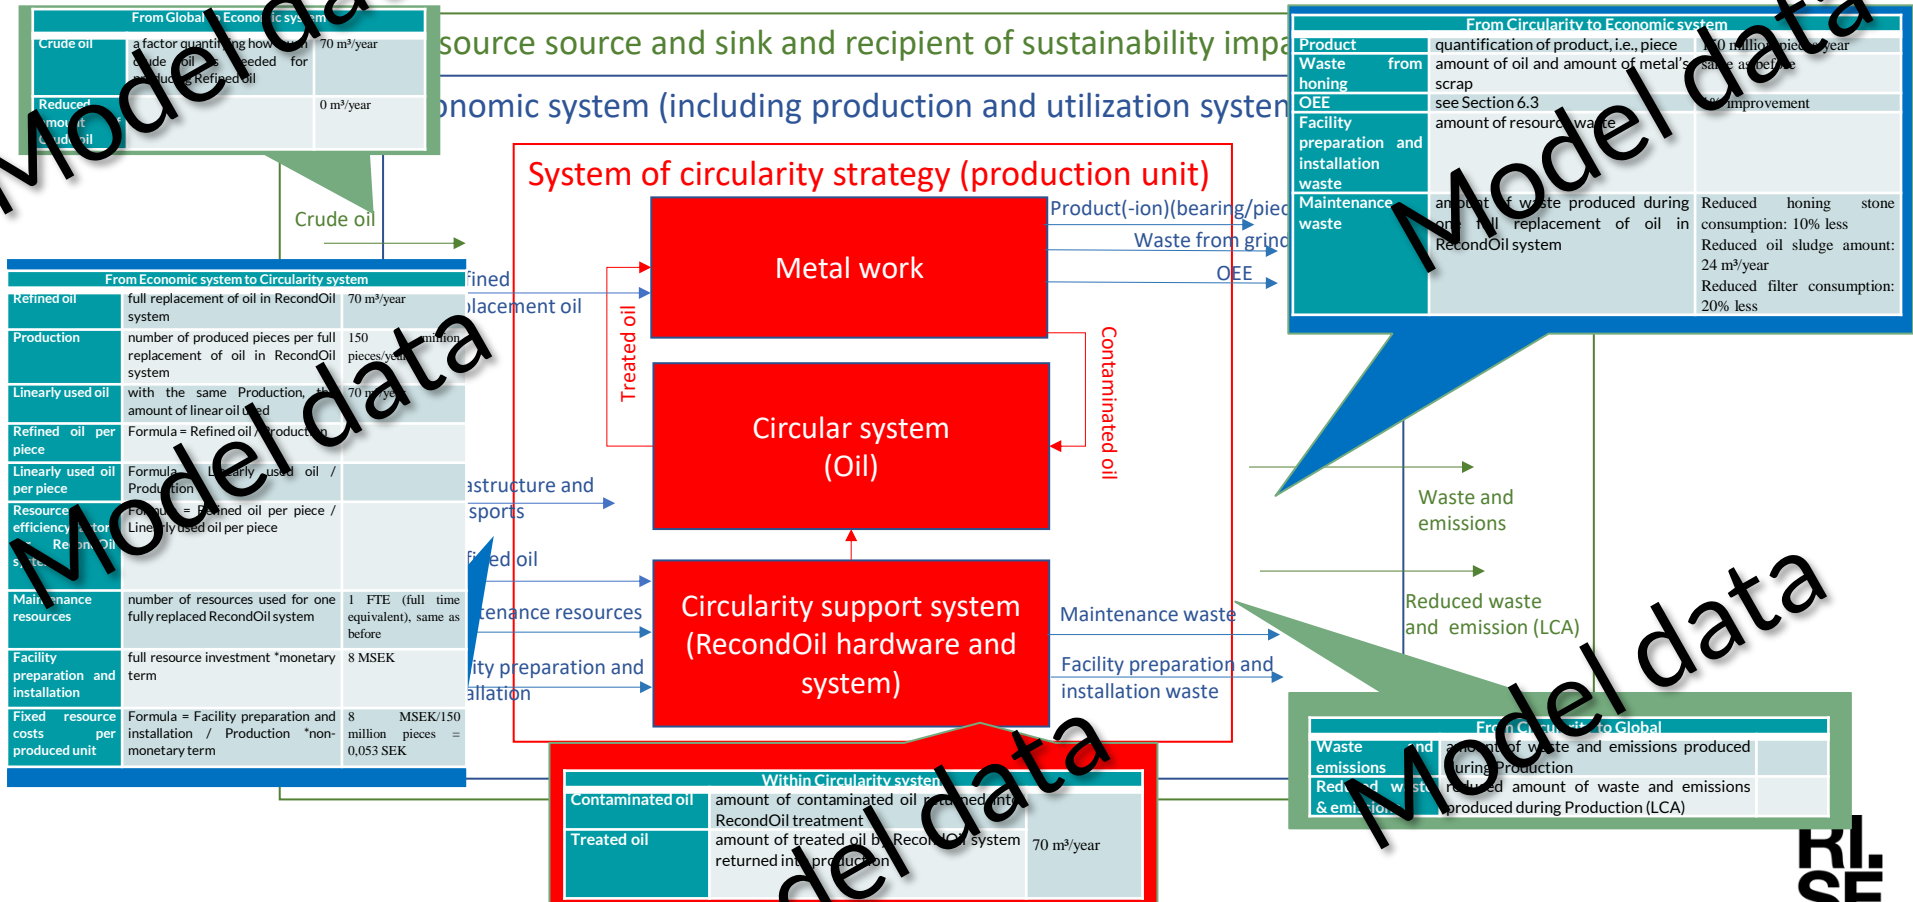 From Global to Economic system
Crude oil
a factor quantifying how much
crude oil is needed for
producing Refined oil
70 m³/year
Reduced
amount of
Crude oil
0 m³/year
Model data
source source and sink and recipient of sustainability impa
onomic system (including production and utilization system
System of circularity strategy (production unit)
From Circularity to Economic system
Product
quantification of product, i.e., piece
150 million pieces/year
Waste from
honing
amount of oil and amount of metal's
scrap
same as before
OEE
see Section 6.3
improvement
Facility
preparation and
installation
waste
amount of resource waste
Maintenance
waste
amount of waste produced during
one full replacement of oil in
RecondOil system
Reduced honing stone
consumption: 10% less
Reduced oil sludge amount:
24 m³/year
Reduced filter consumption:
20% less
Model data
Crude oil
From Economic system to Circularity system
Refined oil
full replacement of oil in RecondOil
system
70 m³/year
Production
number of produced pieces per full
replacement of oil in RecondOil
system
150 million
pieces/year
Linearly used oil
with the same Production, the
amount of linear oil used
70 m³/year
Refined oil per
piece
Formula = Refined oil / Production
Linearly used oil
per piece
Formula = Linearly used oil /
Production
Resource
efficiency factor
RecondOil
system
Formula = Refined oil per piece /
Linearly used oil per piece
Maintenance
resources
number of resources used for one
fully replaced RecondOil system
1 FTE (full time
equivalent), same as
before
Facility
preparation and
installation
full resource investment *monetary
term
8 MSEK
Fixed resource
costs per
produced unit
Formula = Facility preparation and
installation / Production *non-
monetary term
8 MSEK/150
million pieces =
0,053 SEK
Model data
fined
placement oil
astructure and
sports
fined oil
tenance resources
ity preparation and
allation
Metal work
Treated oil
Contaminated oil
Circular system
(Oil)
Circularity support system
(RecondOil hardware and
system)
Product(-ion)(bearing/piec
Waste from grind
OEE
Maintenance waste
Facility preparation and
installation waste
Waste and
emissions
Reduced waste
and emission (LCA)
Within Circularity system
Contaminated oil
amount of contaminated oil returned into
RecondOil treatment
Treated oil
amount of treated oil by RecondOil system
returned into production
70 m³/year
del data
From Circularity to Global
Waste and
emissions
amount of waste and emissions produced
during Production
Reduced waste
& emissions
reduced amount of waste and emissions
produced during Production (LCA)
Model data
RI.
SE